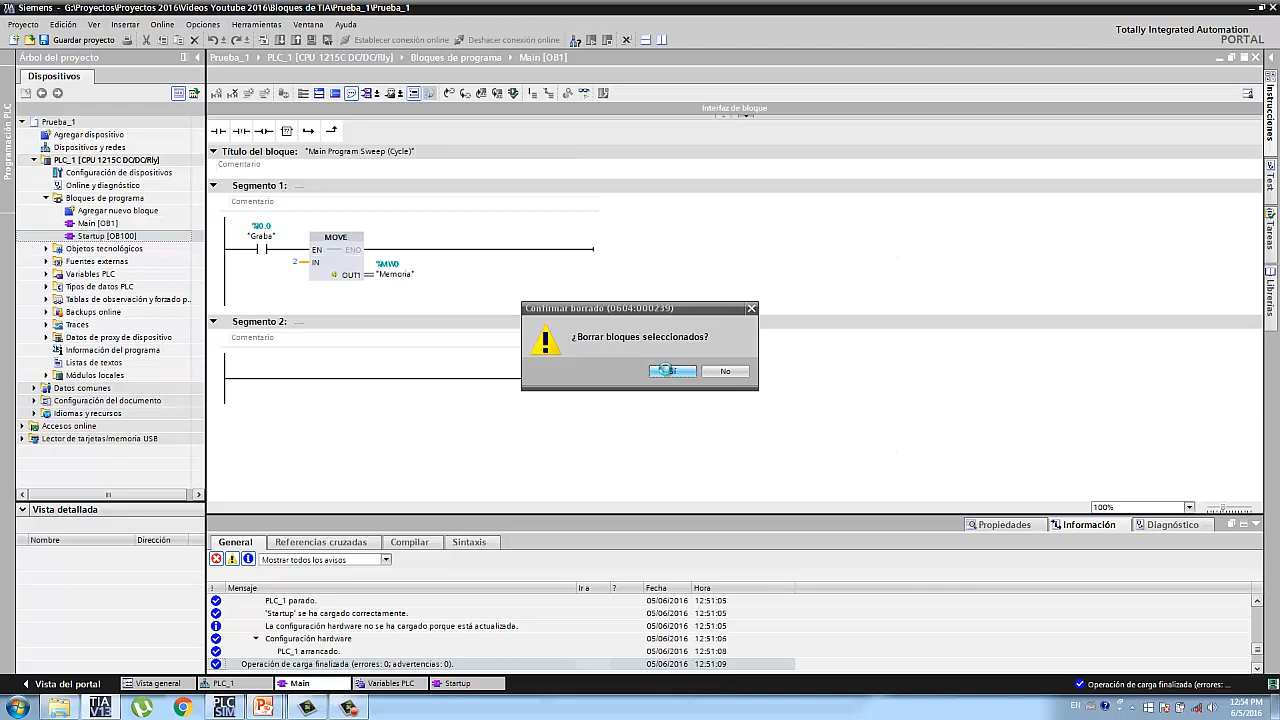 Siemens - G:\Proyectos\Proyectos 2016\Videos Youtube 2016\Bloques de TIA\Prueba_1\Prueba_1
Proyecto Edición Ver Insertar Online Opciones Herramientas Ventana Ayuda
Totally Integrated Automation
PORTAL
Guardar proyecto Establecer conexión online Deshacer conexión online
Árbol del proyecto
Prueba_1 PLC_1 [CPU 1215C DC/DC/Rly] Bloques de programa Main [OB1]
Dispositivos
Programación PLC
Interfaz de bloque
Prueba_1
Agregar dispositivo
Dispositivos y redes
PLC_1 [CPU 1215C DC/DC/Rly]
Configuración de dispositivos
Online y diagnóstico
Bloques de programa
Agregar nuevo bloque
Main [OB1]
Startup [OB100]
Objetos tecnológicos
Fuentes externas
Variables PLC
Tipos de datos PLC
Tablas de observación y forzado p...
Backups online
Traces
Datos de proxy de dispositivo
Información del programa
Listas de textos
Módulos locales
Datos comunes
Configuración del documento
Idiomas y recursos
Accesos online
Lector de tarjetas/memoria USB
Título del bloque: "Main Program Sweep (Cycle)"
Comentario
Segmento 1: .....
Comentario
%I0.0
"Graba"
MOVE
EN ENO
2 IN
%MW0
OUT1 "Memoria"
Segmento 2: .....
Comentario
Confirmar borrado (0604:000239)
¿Borrar bloques seleccionados?
Sí No
Instrucciones
Test
Tareas
Librerías
100%
Vista detallada
Nombre Dirección
Propiedades Información Diagnóstico
General Referencias cruzadas Compilar Sintaxis
Mostrar todos los avisos
! Mensaje Ir a ? Fecha Hora
PLC_1 parado. 05/06/2016 12:51:05
'Startup' se ha cargado correctamente. 05/06/2016 12:51:05
La configuración hardware no se ha cargado porque está actualizada. 05/06/2016 12:51:05
Configuración hardware 05/06/2016 12:51:06
PLC_1 arrancado. 05/06/2016 12:51:08
Operación de carga finalizada (errores: 0; advertencias: 0). 05/06/2016 12:51:09
Vista del portal Vista general PLC_1 Main Variables PLC Startup Operación de carga finalizada (errores: ...
TIA V13 PLC SIM EN 12:54 PM
6/5/2016